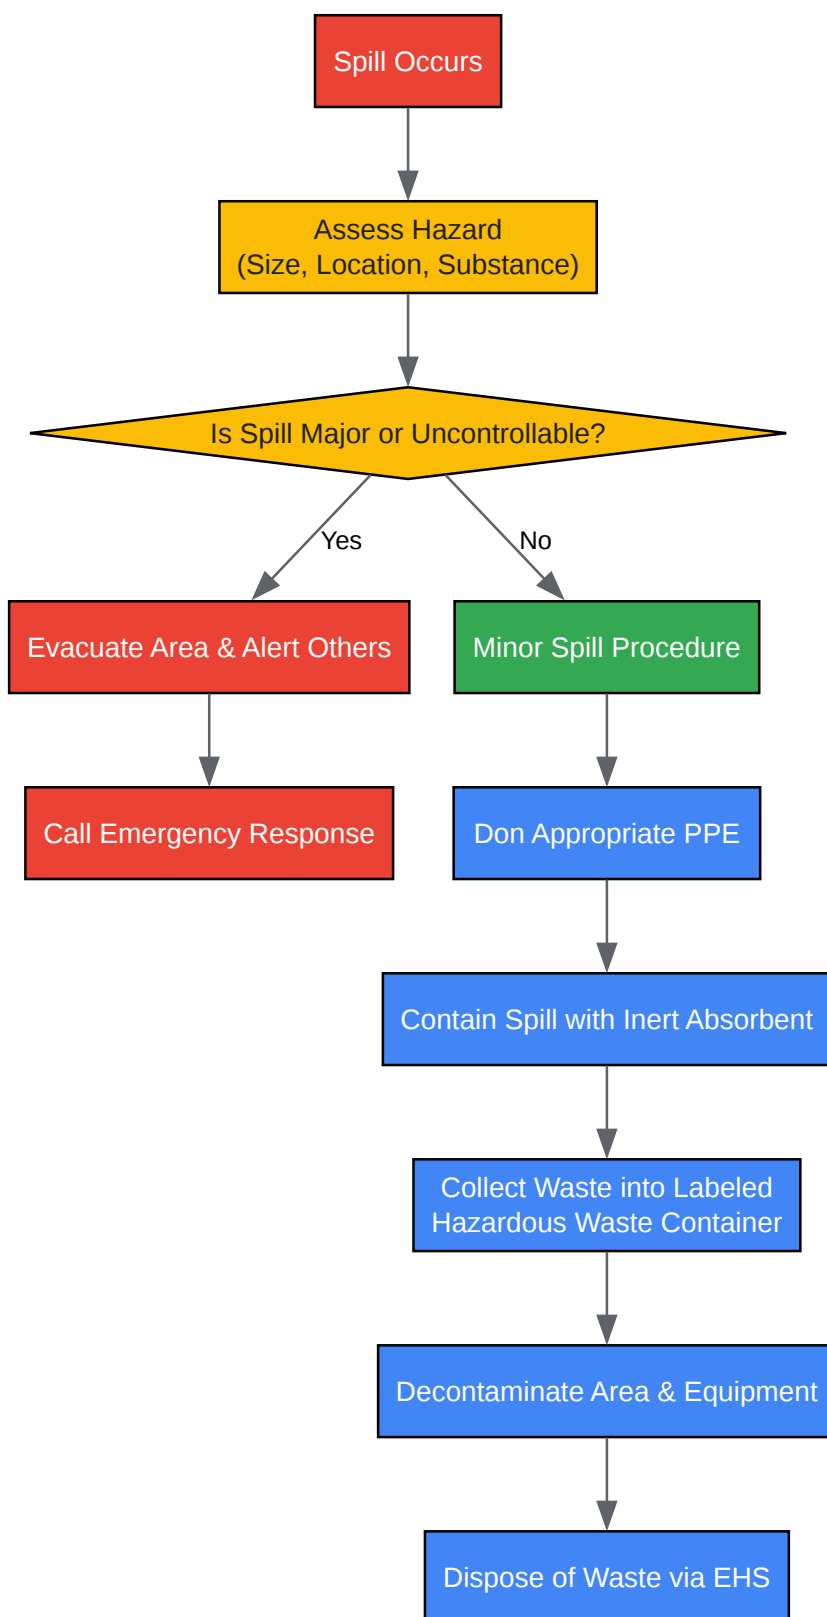 Spill Occurs
Assess Hazard
(Size, Location, Substance)
Is Spill Major or Uncontrollable?
Yes
No
Evacuate Area & Alert Others
Minor Spill Procedure
Call Emergency Response
Don Appropriate PPE
Contain Spill with Inert Absorbent
Collect Waste into Labeled
Hazardous Waste Container
Decontaminate Area & Equipment
Dispose of Waste via EHS